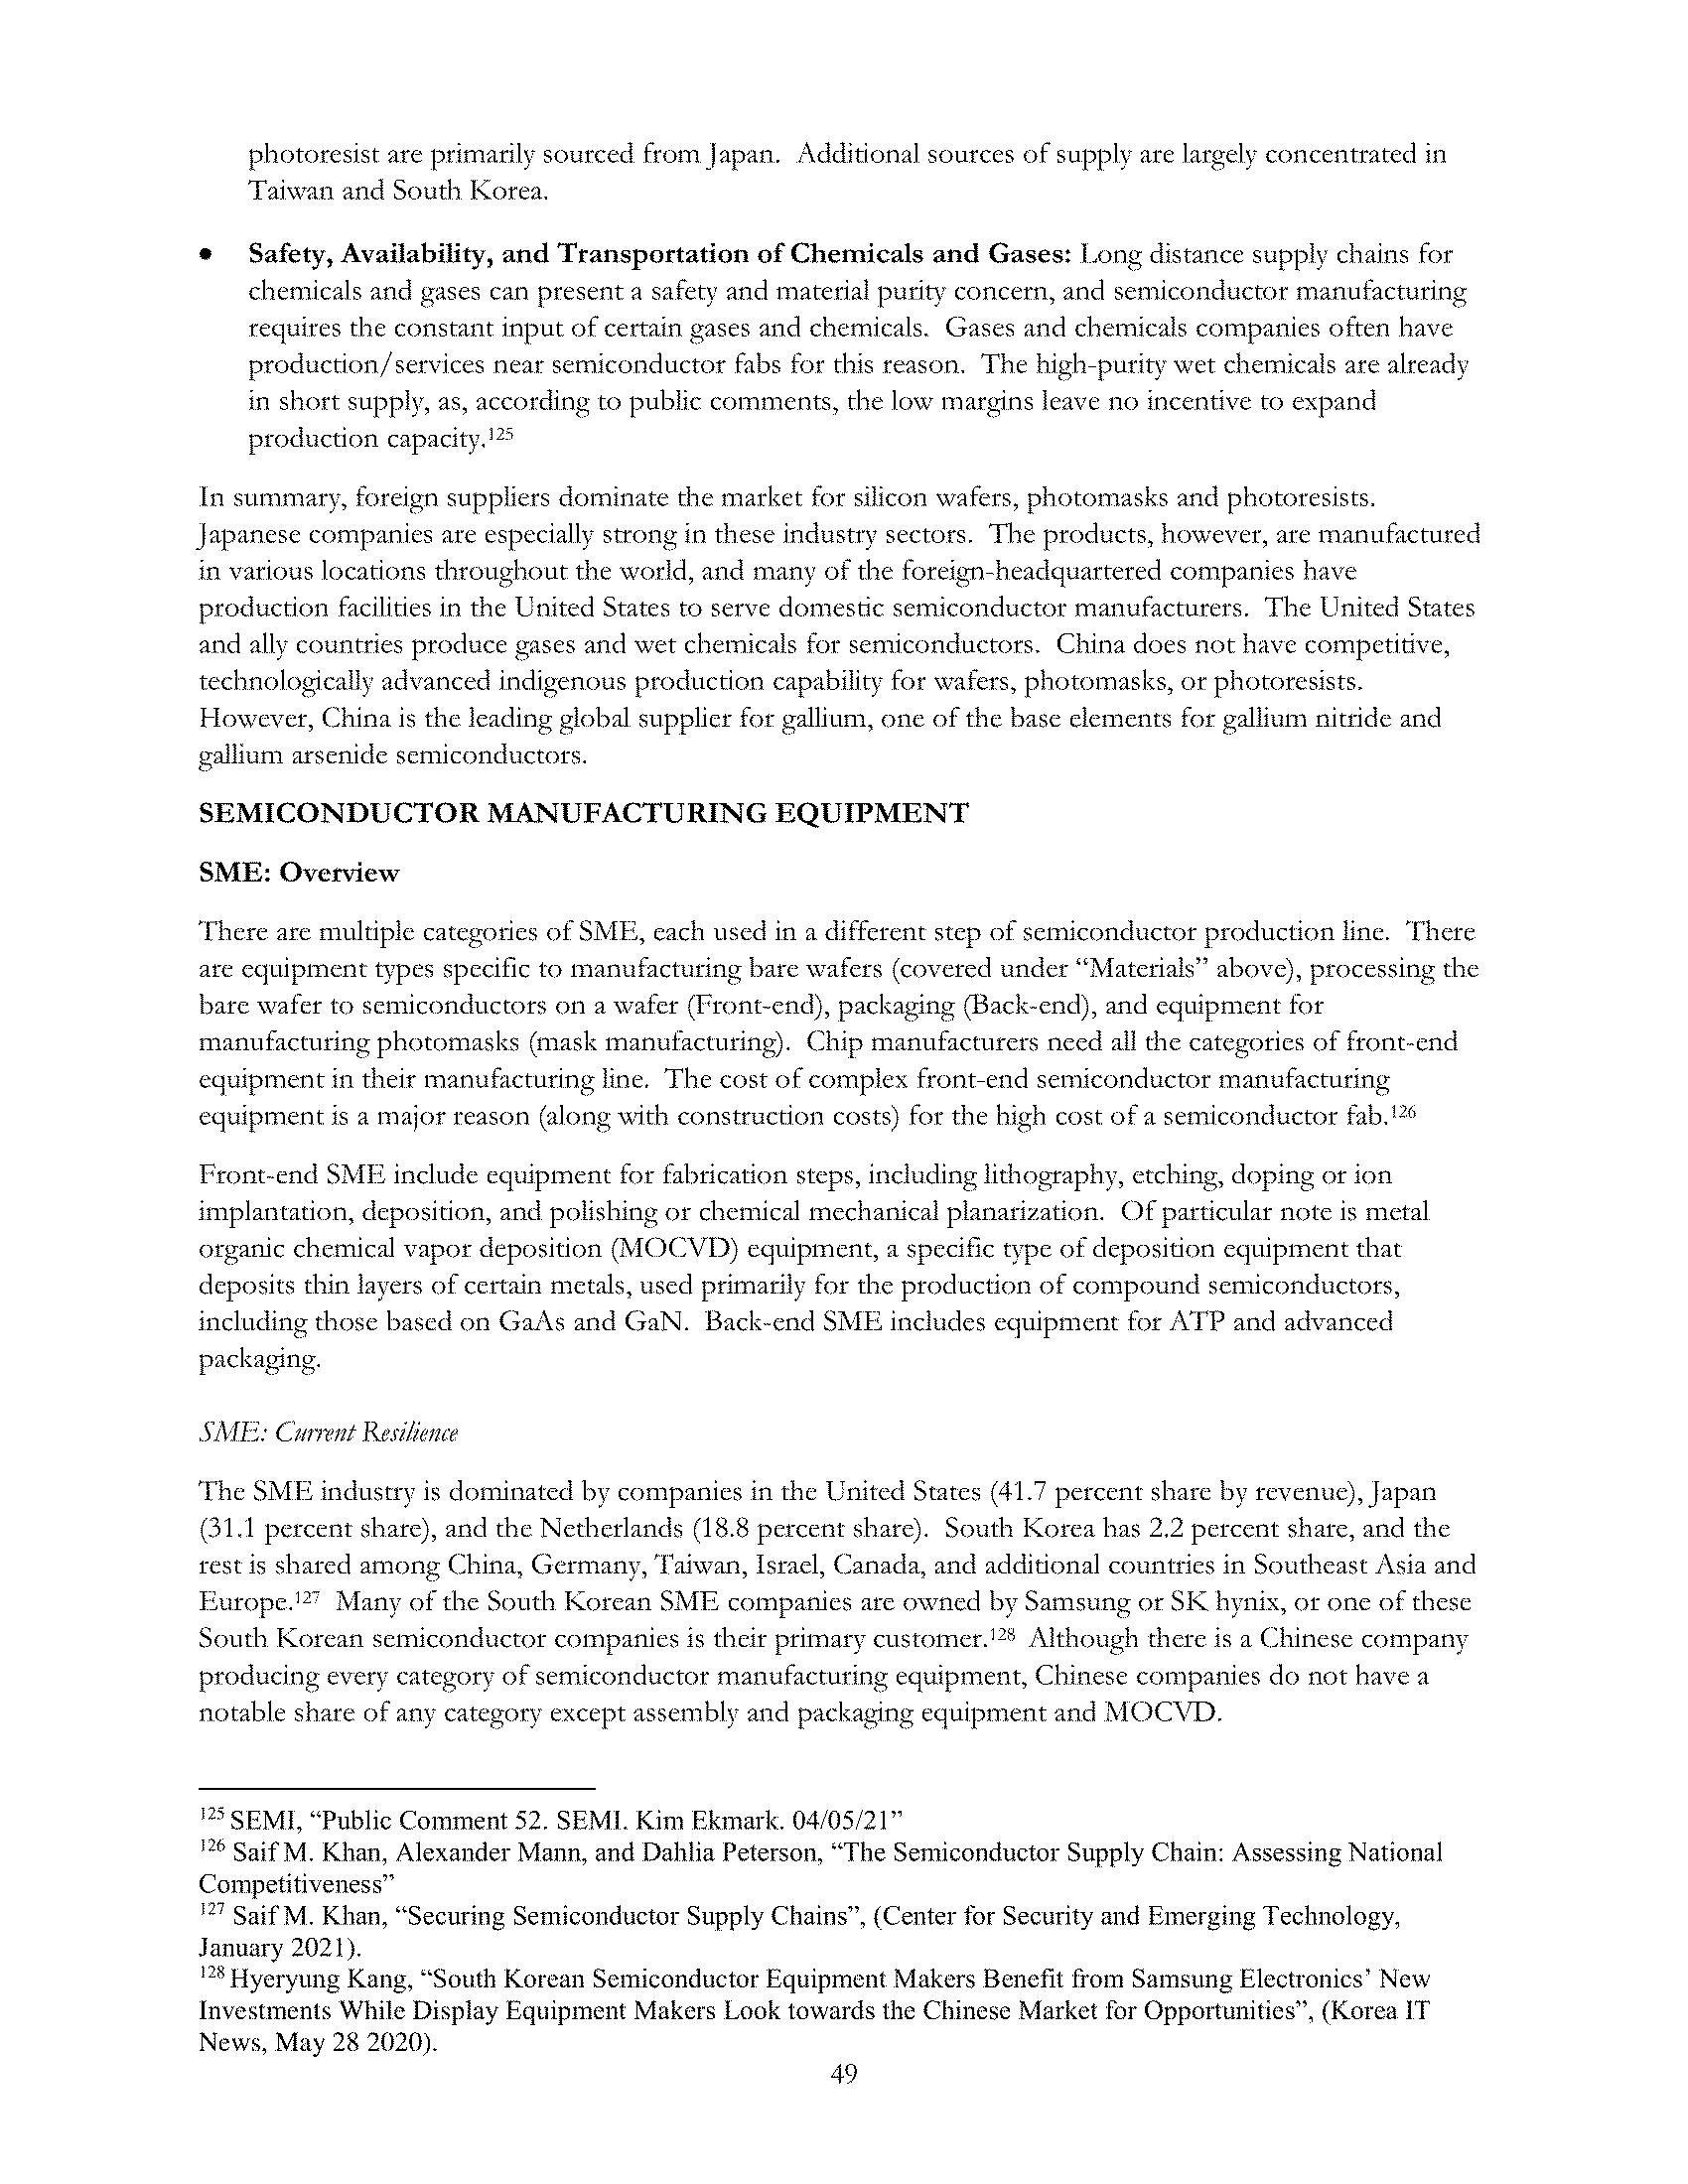 photoresist are primarily sourced from Japan.  Additional sources of supply are largely concentrated in
Taiwan and South Korea.
• Safety, Availability, and Transportation of Chemicals and Gases: Long distance supply chains for
chemicals and gases can present a safety and material purity concern, and semiconductor manufacturing
requires the constant input of certain gases and chemicals.  Gases and chemicals companies often have
production/services near semiconductor fabs for this reason.  The high-purity wet chemicals are already
in short supply, as, according to public comments, the low margins leave no incentive to expand
production capacity.125
In summary, foreign suppliers dominate the market for silicon wafers, photomasks and photoresists.
Japanese companies are especially strong in these industry sectors.  The products, however, are manufactured
in various locations throughout the world, and many of the foreign-headquartered companies have
production facilities in the United States to serve domestic semiconductor manufacturers.  The United States
and ally countries produce gases and wet chemicals for semiconductors.  China does not have competitive,
technologically advanced indigenous production capability for wafers, photomasks, or photoresists.
However, China is the leading global supplier for gallium, one of the base elements for gallium nitride and
gallium arsenide semiconductors.
SEMICONDUCTOR MANUFACTURING EQUIPMENT
SME: Overview
There are multiple categories of SME, each used in a different step of semiconductor production line.  There
are equipment types specific to manufacturing bare wafers (covered under “Materials” above), processing the
bare wafer to semiconductors on a wafer (Front-end), packaging (Back-end), and equipment for
manufacturing photomasks (mask manufacturing).  Chip manufacturers need all the categories of front-end
equipment in their manufacturing line.  The cost of complex front-end semiconductor manufacturing
equipment is a major reason (along with construction costs) for the high cost of a semiconductor fab.126
Front-end SME include equipment for fabrication steps, including lithography, etching, doping or ion
implantation, deposition, and polishing or chemical mechanical planarization.  Of particular note is metal
organic chemical vapor deposition (MOCVD) equipment, a specific type of deposition equipment that
deposits thin layers of certain metals, used primarily for the production of compound semiconductors,
including those based on GaAs and GaN.  Back-end SME includes equipment for ATP and advanced
packaging.
SME: Current Resilience
The SME industry is dominated by companies in the United States (41.7 percent share by revenue), Japan
(31.1 percent share), and the Netherlands (18.8 percent share).  South Korea has 2.2 percent share, and the
rest is shared among China, Germany, Taiwan, Israel, Canada, and additional countries in Southeast Asia and
Europe.127  Many of the South Korean SME companies are owned by Samsung or SK hynix, or one of these
South Korean semiconductor companies is their primary customer.128  Although there is a Chinese company
producing every category of semiconductor manufacturing equipment, Chinese companies do not have a
notable share of any category except assembly and packaging equipment and MOCVD.
125 SEMI, “Public Comment 52. SEMI. Kim Ekmark. 04/05/21”
126 Saif M. Khan, Alexander Mann, and Dahlia Peterson, “The Semiconductor Supply Chain: Assessing National
Competitiveness”
127 Saif M. Khan, “Securing Semiconductor Supply Chains”, (Center for Security and Emerging Technology,
January 2021).
128 Hyeryung Kang, “South Korean Semiconductor Equipment Makers Benefit from Samsung Electronics’ New
Investments While Display Equipment Makers Look towards the Chinese Market for Opportunities”, (Korea IT
News, May 28 2020).
49